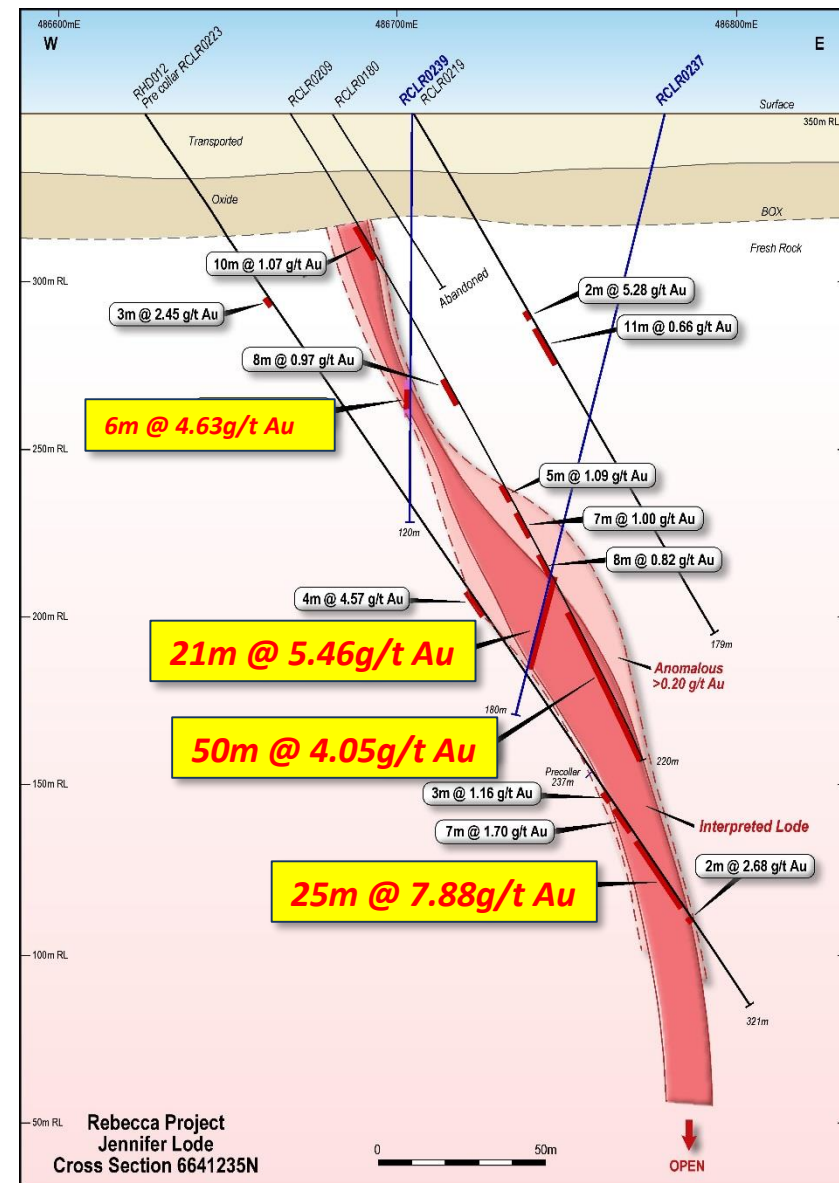 486600mE
486700mE
486800mE
W
E
RHD012
Pre collar RCLR0223
RCLR0209
RCLR0180
RCLR0239
RCLR0219
RCLR0237
Surface
350m RL
Transported
Oxide
BOX
Fresh Rock
10m @ 1.07 g/t Au
300m RL
Abandoned
2m @ 5.28 g/t Au
3m @ 2.45 g/t Au
11m @ 0.66 g/t Au
8m @ 0.97 g/t Au
6m @ 4.63g/t Au
250m RL
5m @ 1.09 g/t Au
7m @ 1.00 g/t Au
120m
8m @ 0.82 g/t Au
4m @ 4.57 g/t Au
200m RL
179m
21m @ 5.46g/t Au
Anomalous
>0.20 g/t Au
180m
50m @ 4.05g/t Au
220m
Precollar
237m
150m RL
3m @ 1.16 g/t Au
7m @ 1.70 g/t Au
Interpreted Lode
2m @ 2.68 g/t Au
25m @ 7.88g/t Au
100m RL
321m
50m RL
Rebecca Project
Jennifer Lode
Cross Section 6641235N
0
50m
OPEN